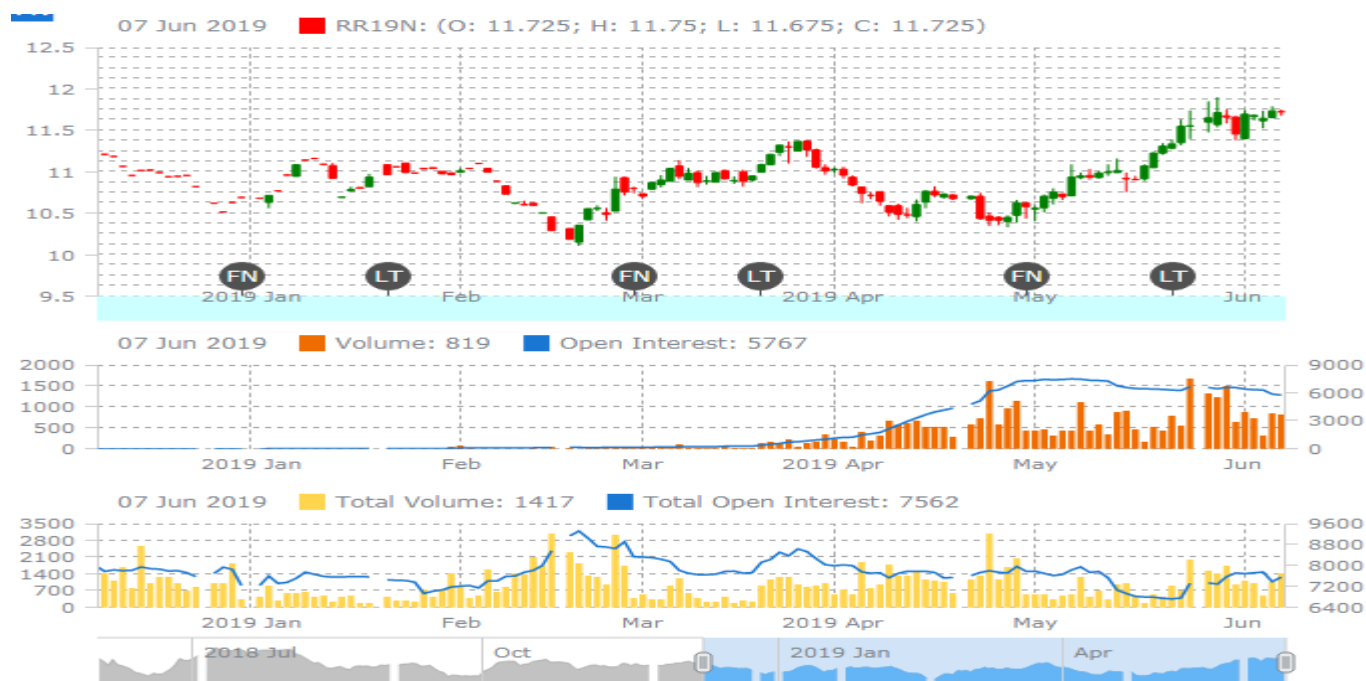 07 Jun 2019 RR19N: (O: 11.725; H: 11.75; L: 11.675; C: 11.725)
12.5
12
11.5
11
10.5
10
9.5
FN LT FN LT FN LT
2019 Jan Feb Mar 2019 Apr May Jun
07 Jun 2019 Volume: 819 Open Interest: 5767
2000 9000
1500 6000
1000
500 3000
0 0
2019 Jan Feb Mar 2019 Apr May Jun
07 Jun 2019 Total Volume: 1417 Total Open Interest: 7562
3500 9600
2800 8800
2100 8000
1400 7200
700
0 6400
2019 Jan Feb Mar 2019 Apr May Jun
2018 Jul Oct 2019 Jan Apr